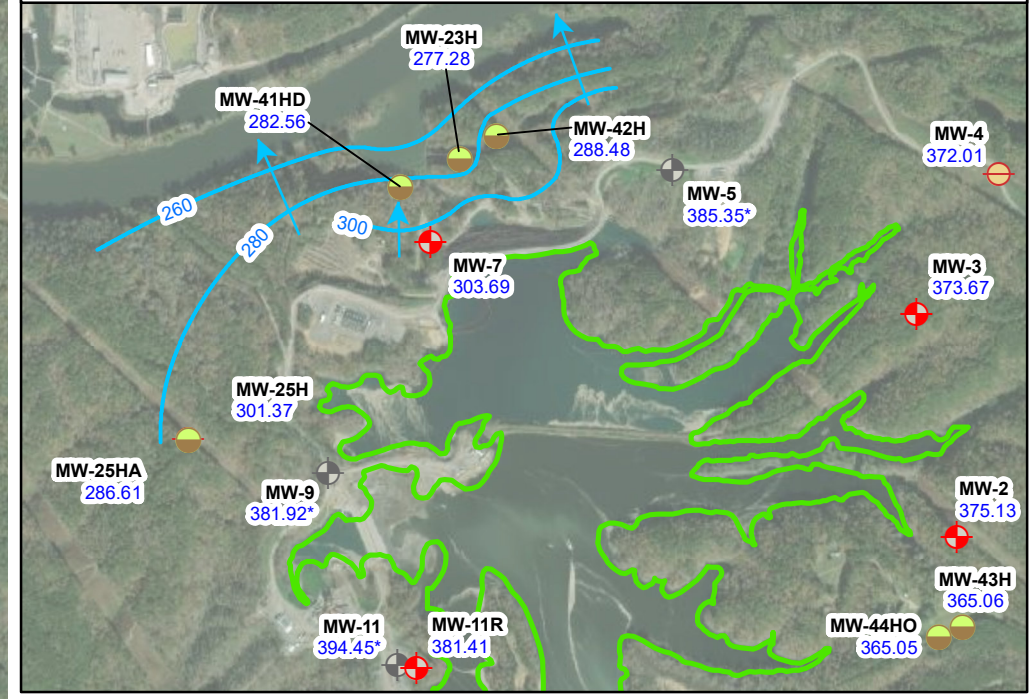 MW-23H
277.28
MW-41HD
282.56
MW-42H
288.48
MW-4
372.01
MW-5
385.35*
260
280
300
MW-7
303.69
MW-3
373.67
MW-25H
301.37
MW-25HA
286.61
MW-9
381.92*
MW-2
375.13
MW-43H
365.06
MW-44HO
365.05
MW-11
394.45*
MW-11R
381.41